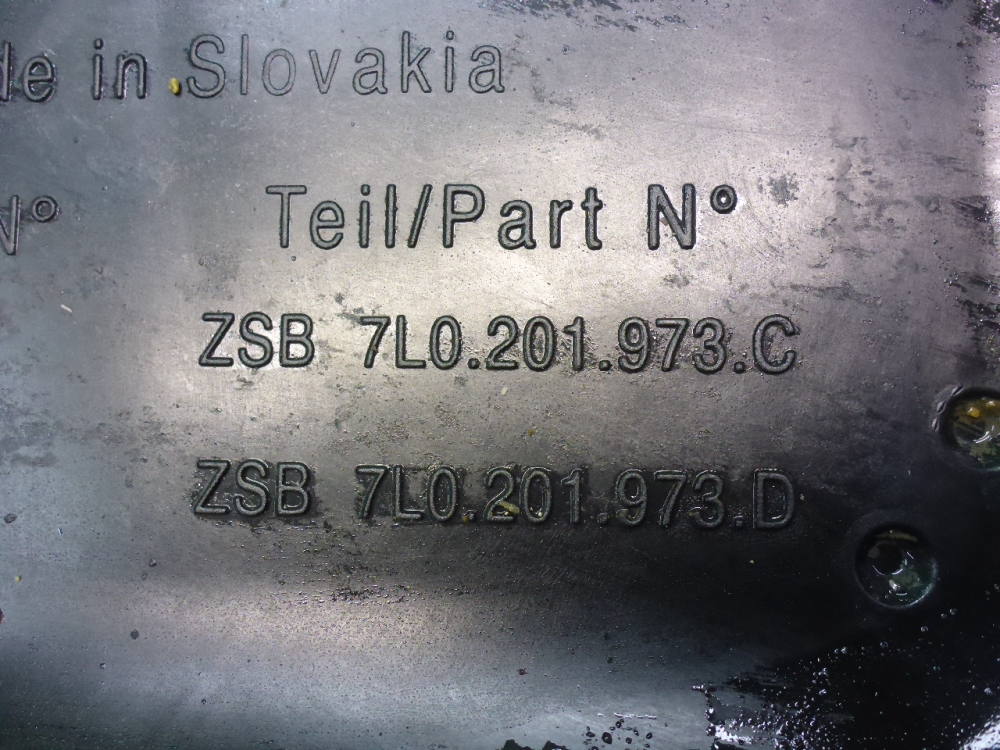 de in Slovakia
N° Teil/Part N°
ZSB 7L0.201.973.C
ZSB 7L0.201.973.D